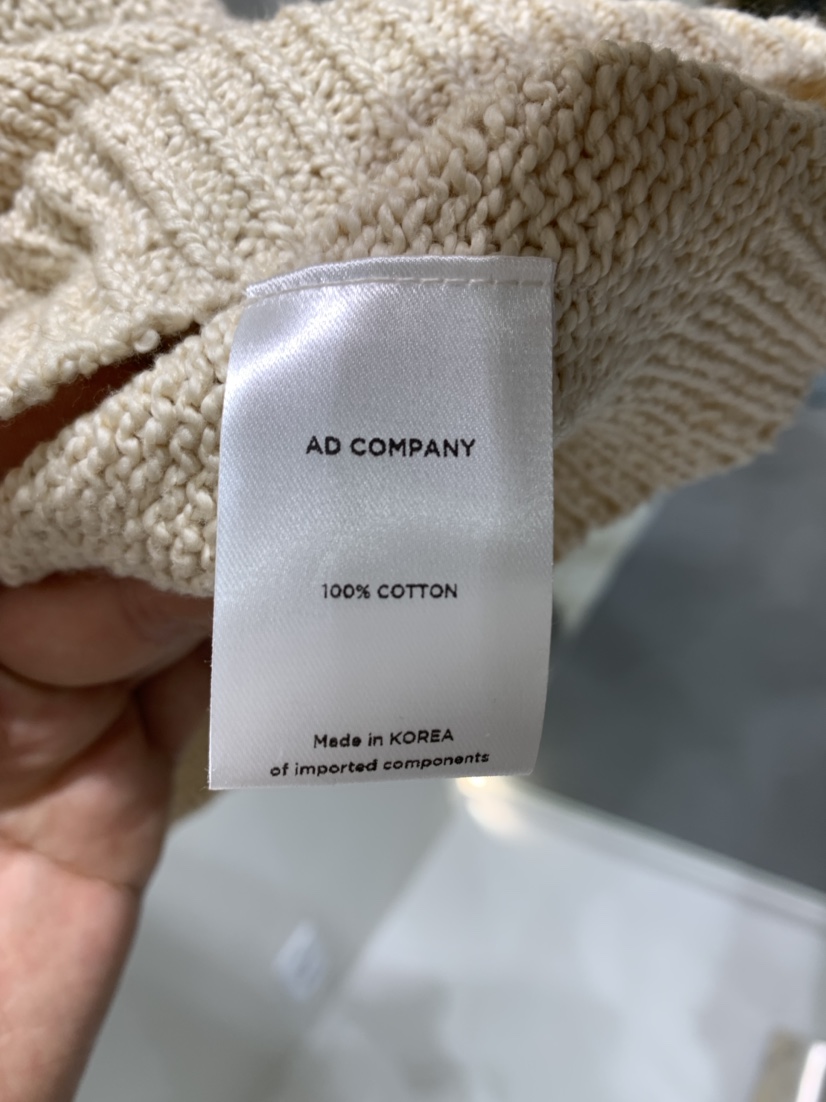 AD COMPANY
100% COTTON
Made in KOREA
of imported components